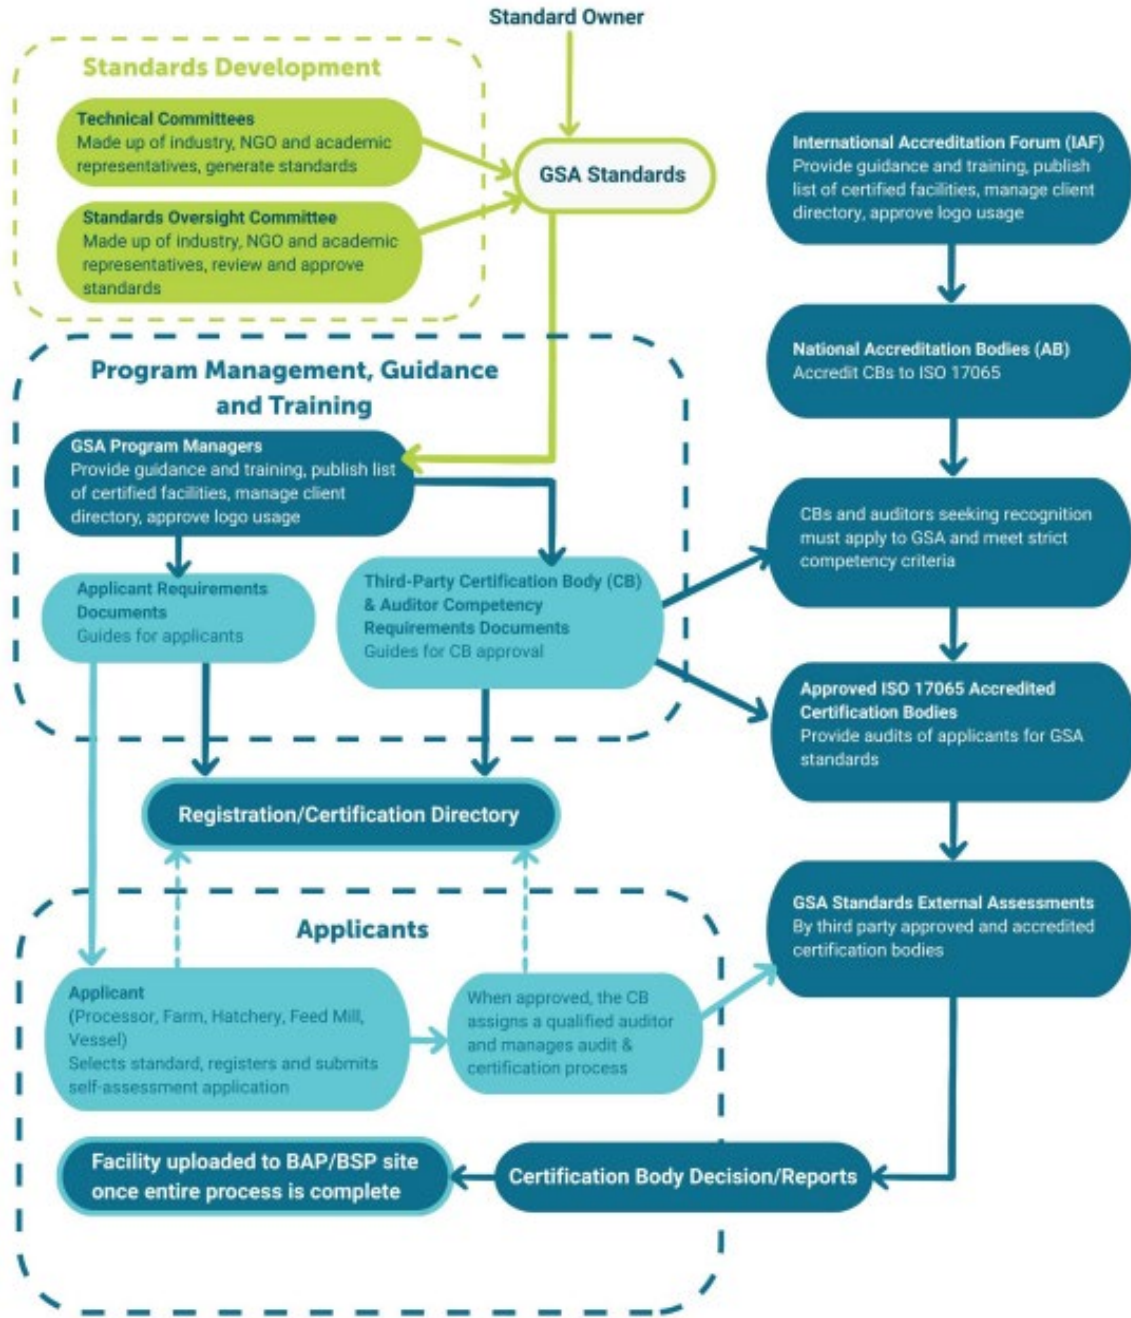 Standard Owner
Standards Development
Technical Committees
Made up of industry, NGO and academic
representatives, generate standards
Standards Oversight Committee
Made up of industry, NGO and academic
representatives, review and approve
standards
GSA Standards
International Accreditation Forum (IAF)
Provide guidance and training, publish
list of certified facilities, manage client
directory, approve logo usage
National Accreditation Bodies (AB)
Accredit CBs to ISO 17065
Program Management, Guidance
and Training
GSA Program Managers
Provide guidance and training, publish list
of certified facilities, manage client
directory, approve logo usage
CBs and auditors seeking recognition
must apply to GSA and meet strict
competency criteria
Applicant Requirements
Documents
Guides for applicants
Third-Party Certification Body (CB)
& Auditor Competency
Requirements Documents
Guides for CB approval
Approved ISO 17065 Accredited
Certification Bodies
Provide audits of applicants for GSA
standards
Registration/Certification Directory
GSA Standards External Assessments
By third party approved and accredited
certification bodies
Applicants
Applicant
(Processor, Farm, Hatchery, Feed Mill,
Vessel)
Selects standard, registers and submits
self-assessment application
When approved, the CB
assigns a qualified auditor
and manages audit &
certification process
Facility uploaded to BAP/BSP site
once entire process is complete
Certification Body Decision/Reports